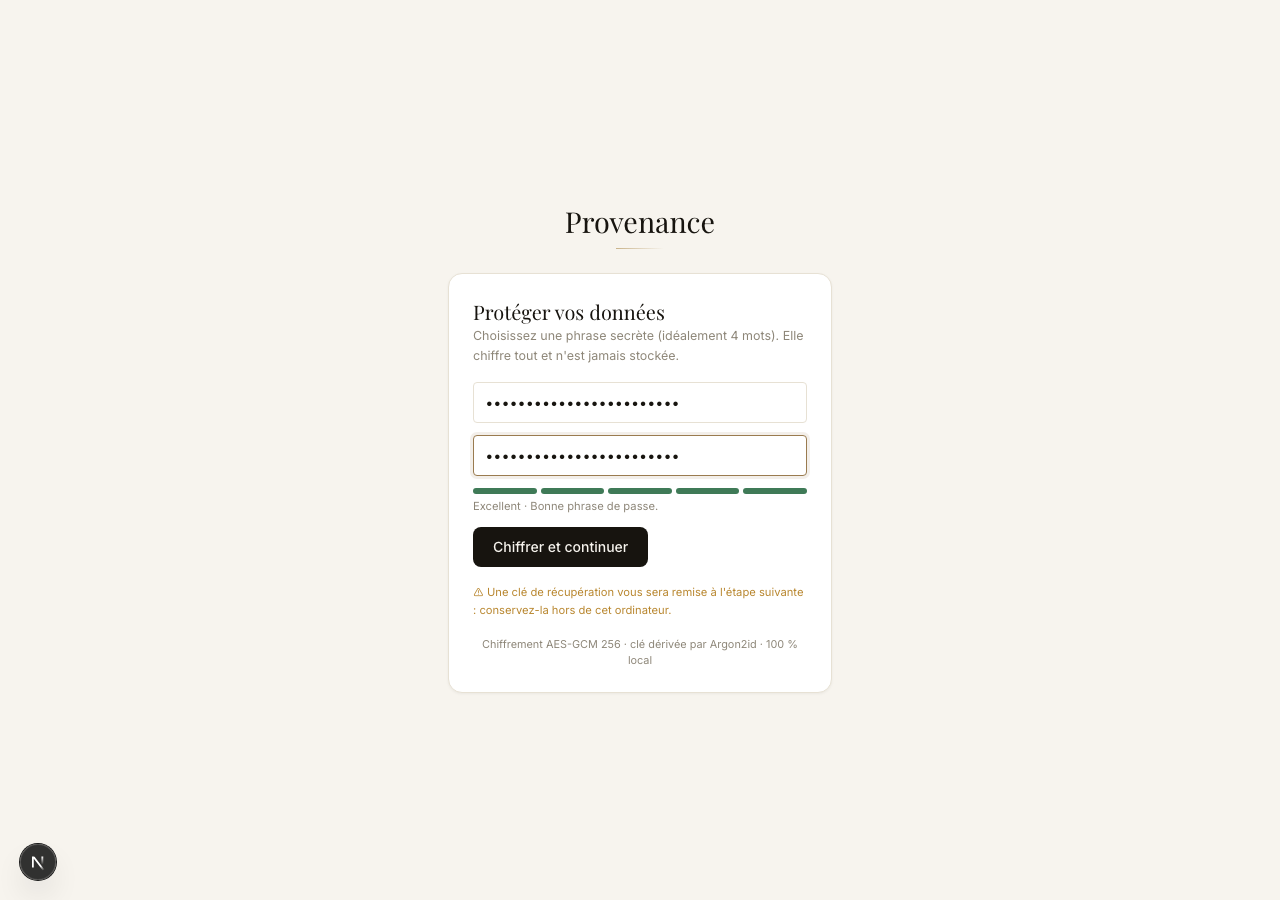 Provenance
Protéger vos données
Choisissez une phrase secrète (idéalement 4 mots). Elle
chiffre tout et n'est jamais stockée.
••••••••••••••••••••••••
••••••••••••••••••••••••
Excellent · Bonne phrase de passe.
Chiffrer et continuer
⚠ Une clé de récupération vous sera remise à l'étape suivante
: conservez-la hors de cet ordinateur.
Chiffrement AES-GCM 256 · clé dérivée par Argon2id · 100 %
local
N